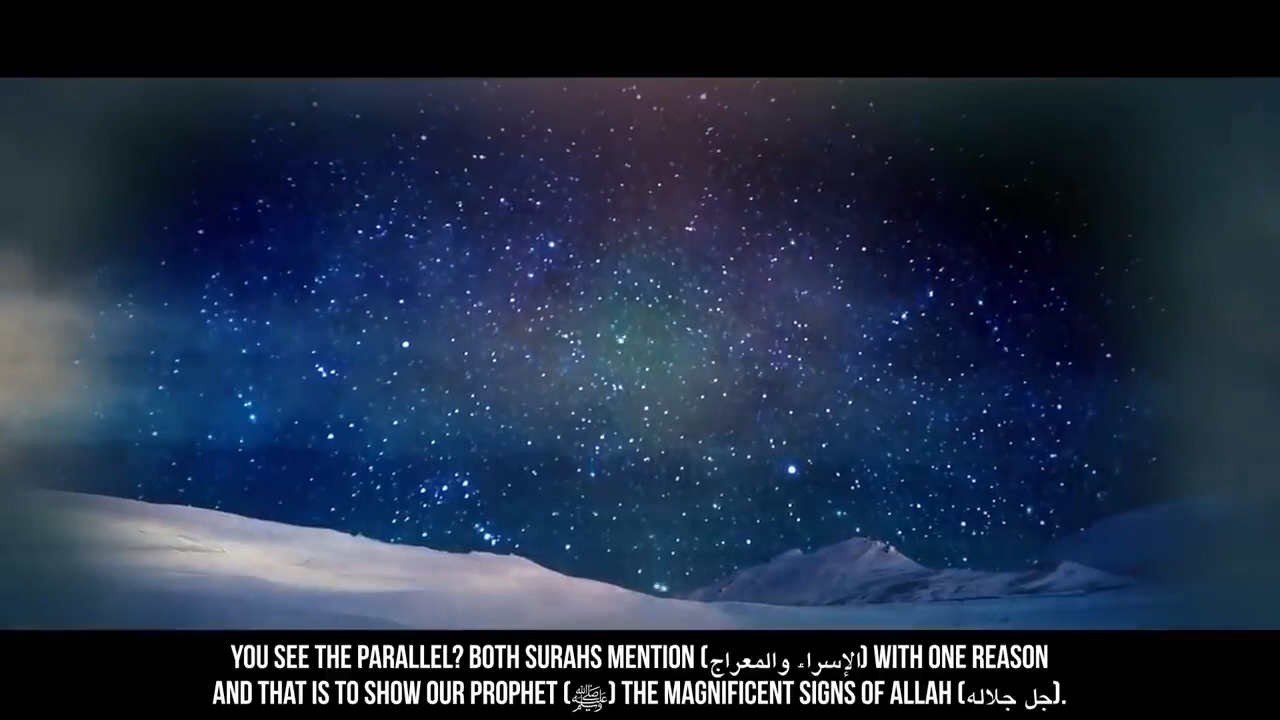 YOU SEE THE PARALLEL? BOTH SURAHS MENTION (الإسراء والمعراج) WITH ONE REASON
AND THAT IS TO SHOW OUR PROPHET (ﷺ) THE MAGNIFICENT SIGNS OF ALLAH (جل جلاله).